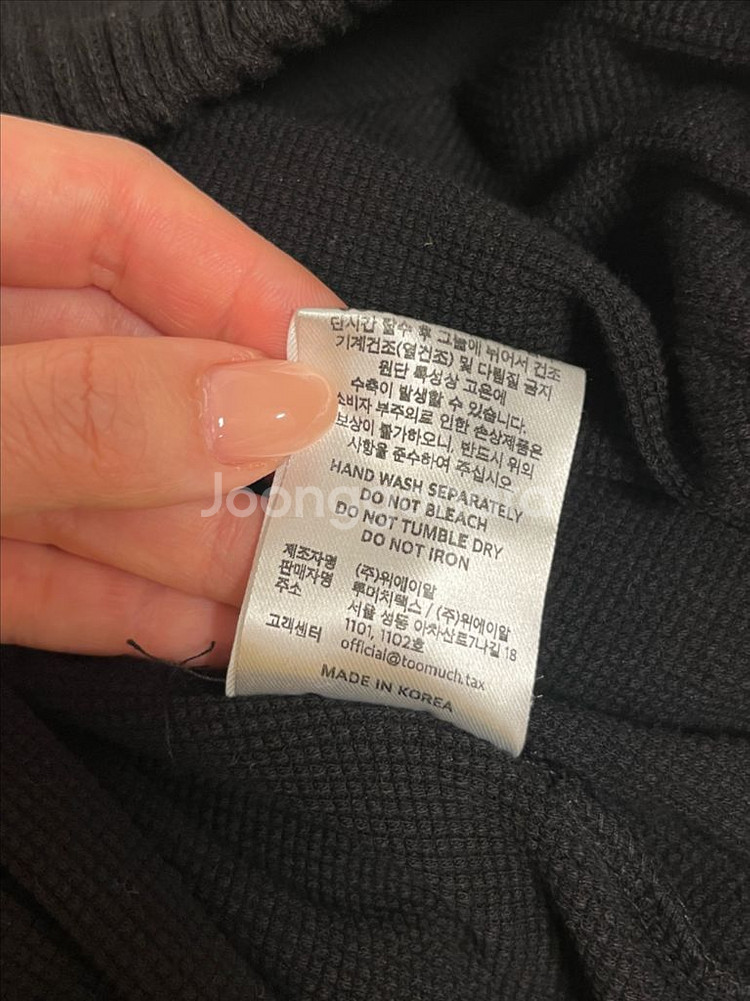 단시간 탈수 후 그늘에 뉘어서 건조
기계건조(열건조) 및 다림질 금지
원단 특성상 고온에
수축이 발생할 수 있습니다.
소비자 부주의로 인한 손상제품은
보상이 불가하오니, 반드시 위의
사항을 준수하여 주십시오
HAND WASH SEPARATELY
DO NOT BLEACH
DO NOT TUMBLE DRY
DO NOT IRON
제조자명 (주)위에이알
판매자명 투머치택스 / (주)위에이알
주소 서울 성동 아차산로7나길 18
1101, 1102호
고객센터 official@toomuch.tax
MADE IN KOREA